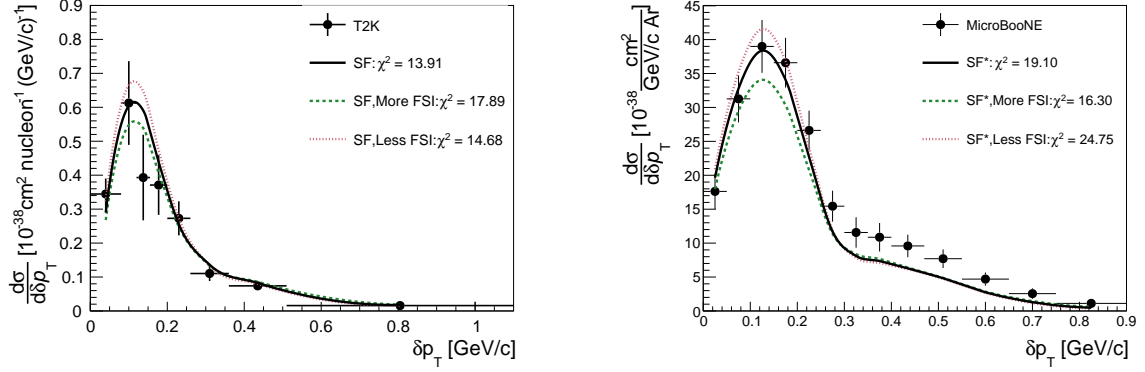 dσ/dδp_T [10⁻³⁸cm² nucleon⁻¹ (GeV/c)⁻¹]
0.9
0.8
0.7
0.6
0.5
0.4
0.3
0.2
0.1
0
T2K
SF: χ² = 13.91
SF,More FSI:χ² = 17.89
SF,Less FSI:χ² = 14.68
0 0.2 0.4 0.6 0.8 1
δp_T [GeV/c]
dσ/dδp_T [10⁻³⁸ cm²/GeV/c Ar]
45
40
35
30
25
20
15
10
5
0
MicroBooNE
SF*: χ² = 19.10
SF*,More FSI:χ² = 16.30
SF*,Less FSI:χ² = 24.75
0 0.1 0.2 0.3 0.4 0.5 0.6 0.7 0.8 0.9
δp_T [GeV/c]